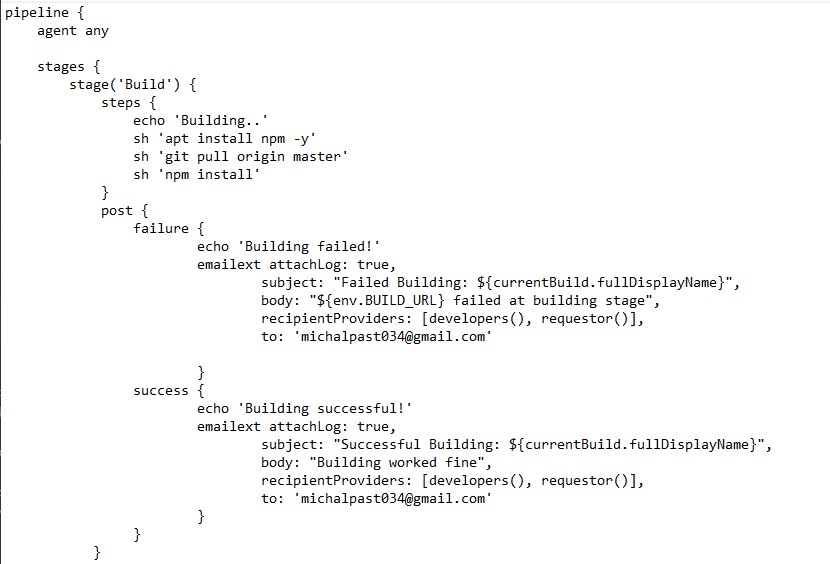 pipeline {
    agent any

    stages {
        stage('Build') {
            steps {
                echo 'Building..'
                sh 'apt install npm -y'
                sh 'git pull origin master'
                sh 'npm install'
            }
            post {
                failure {
                        echo 'Building failed!'
                        emailext attachLog: true,
                                subject: "Failed Building: ${currentBuild.fullDisplayName}",
                                body: "${env.BUILD_URL} failed at building stage",
                                recipientProviders: [developers(), requestor()],
                                to: 'michalpast034@gmail.com'

                        }
                success {
                        echo 'Building successful!'
                        emailext attachLog: true,
                                subject: "Successful Building: ${currentBuild.fullDisplayName}",
                                body: "Building worked fine",
                                recipientProviders: [developers(), requestor()],
                                to: 'michalpast034@gmail.com'
                        }
                }
           }